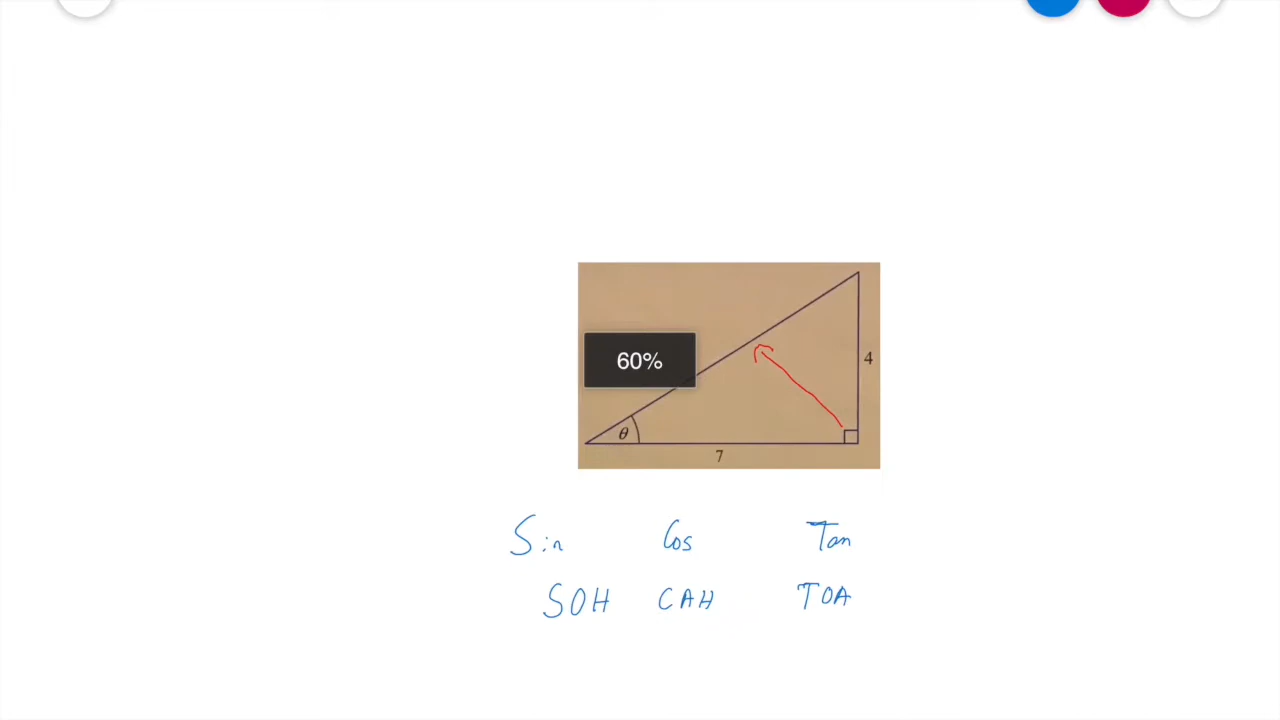 60%
4
θ
7
Sin Cos Tan
SOH CAH TOA